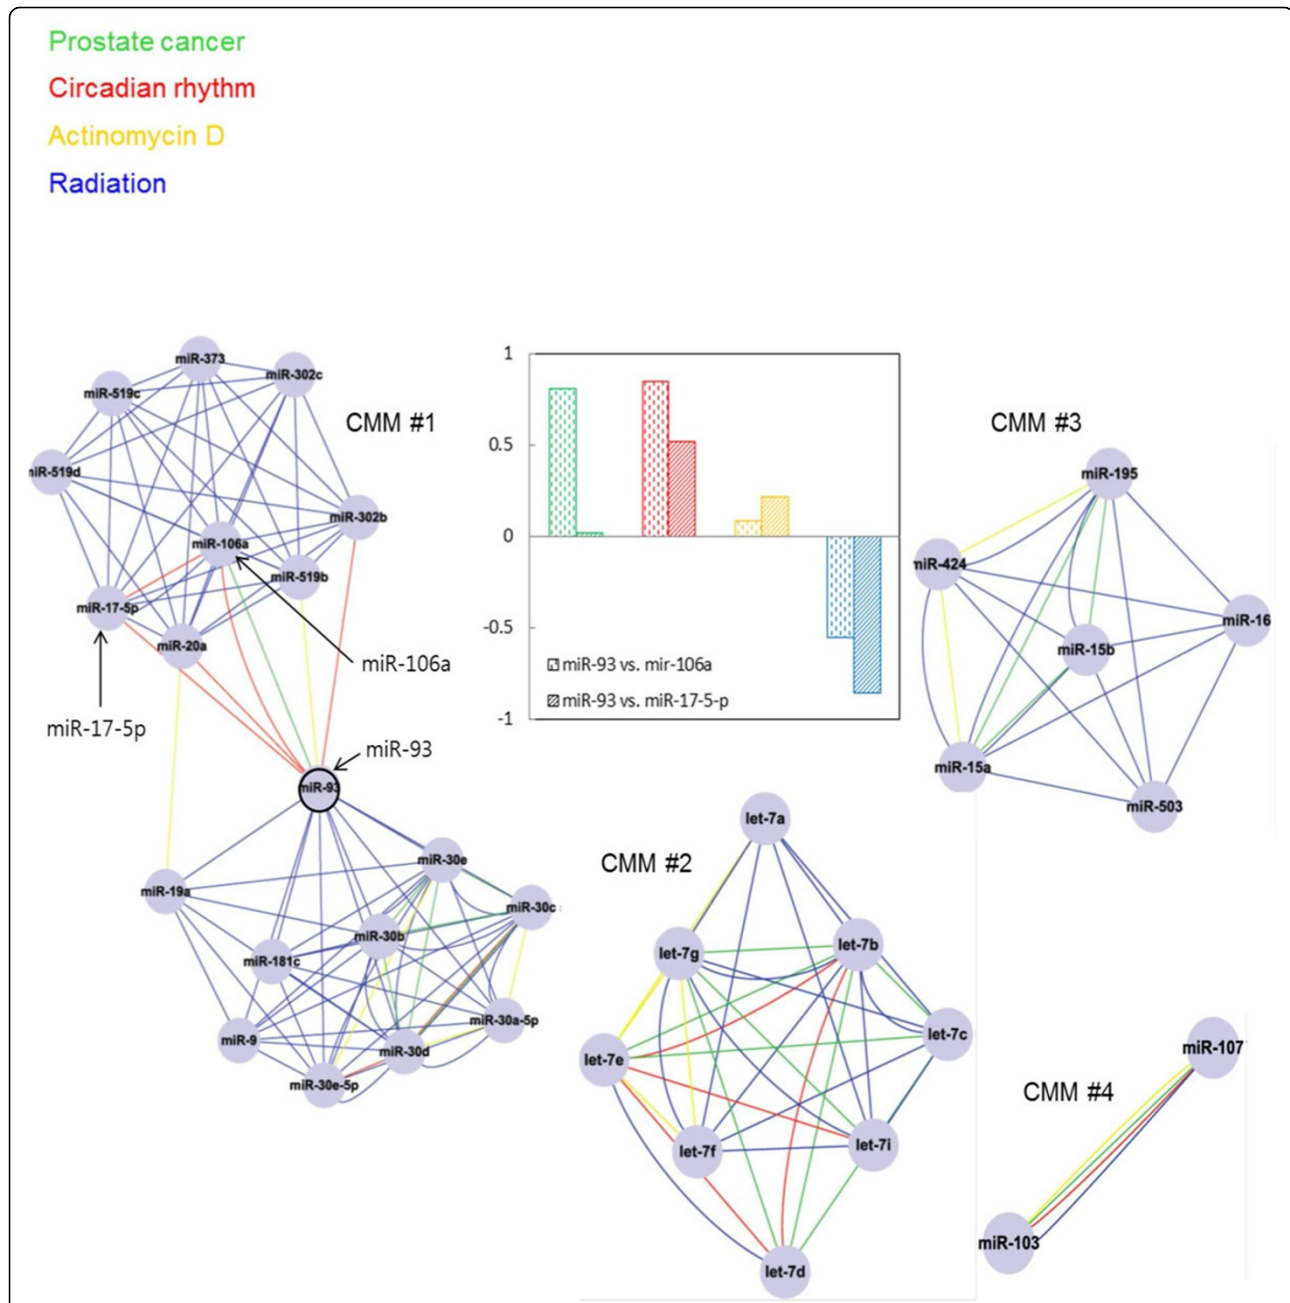 Prostate cancer
Circadian rhythm
Actinomycin D
Radiation
miR-373
miR-302c
miR-519c
CMM #1
miR-519d
miR-302b
miR-106a
miR-519b
miR-17-5p
miR-20a
miR-106a
miR-17-5p
miR-93
miR-93
1
0.5
0
-0.5
-1
miR-93 vs. mir-106a
miR-93 vs. miR-17-5-p
CMM #3
miR-195
miR-424
miR-16
miR-15b
miR-15a
miR-503
miR-30e
miR-19a
miR-30c
miR-30b
miR-181c
miR-30a-5p
miR-9
miR-30d
miR-30e-5p
CMM #2
let-7a
let-7g
let-7b
let-7c
let-7e
let-7f
let-7i
let-7d
CMM #4
miR-107
miR-103